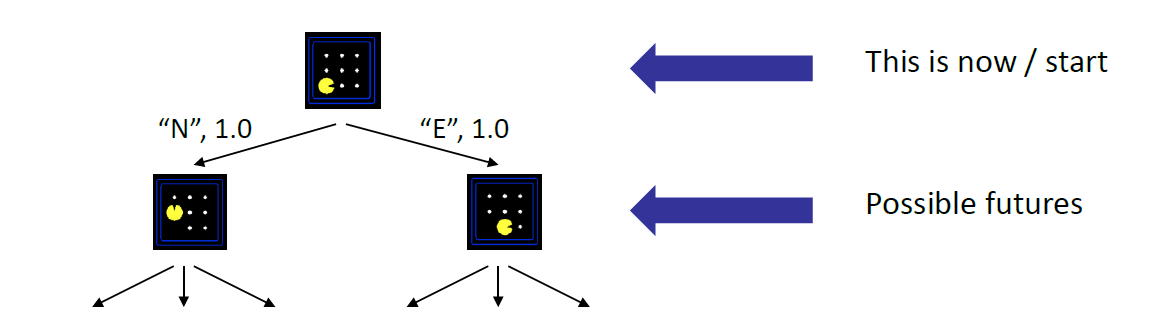 This is now / start
“N”, 1.0
“E”, 1.0
Possible futures